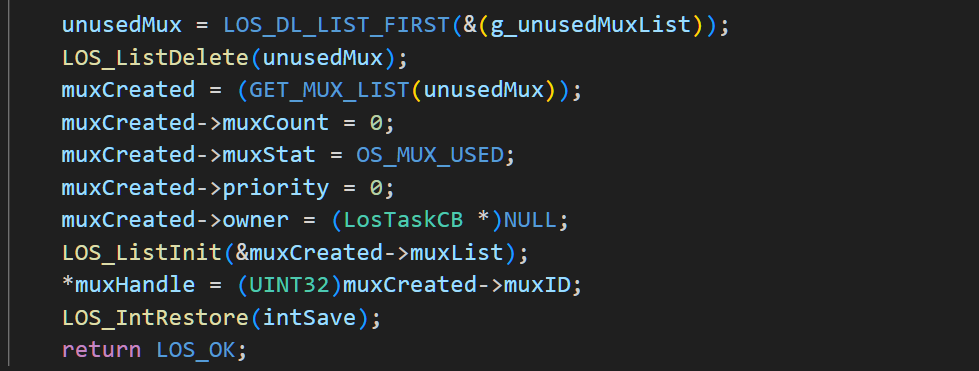 unusedMux = LOS_DL_LIST_FIRST(&(g_unusedMuxList));
LOS_ListDelete(unusedMux);
muxCreated = (GET_MUX_LIST(unusedMux));
muxCreated->muxCount = 0;
muxCreated->muxStat = OS_MUX_USED;
muxCreated->priority = 0;
muxCreated->owner = (LosTaskCB *)NULL;
LOS_ListInit(&muxCreated->muxList);
*muxHandle = (UINT32)muxCreated->muxID;
LOS_IntRestore(intSave);
return LOS_OK;